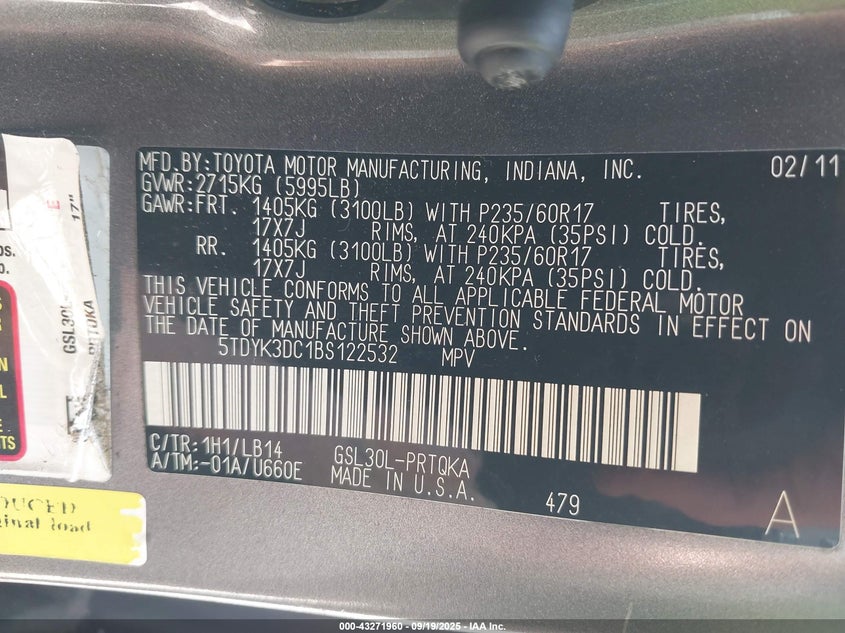 MFD.BY:TOYOTA MOTOR MANUFACTURING, INDIANA, INC. 02/11
GVWR:2715KG (5995LB)
GAWR:FRT. 1405KG (3100LB) WITH P235/60R17 TIRES,
17X7J RIMS, AT 240KPA (35PSI) COLD.
RR. 1405KG (3100LB) WITH P235/60R17 TIRES,
17X7J RIMS, AT 240KPA (35PSI) COLD.
THIS VEHICLE CONFORMS TO ALL APPLICABLE FEDERAL MOTOR
VEHICLE SAFETY AND THEFT PREVENTION STANDARDS IN EFFECT ON
THE DATE OF MANUFACTURE SHOWN ABOVE.
5TDYK3DC1BS122532 MPV
C/TR:1H1/LB14 GSL30L-PRTQKA
A/TM:-01A/U660E MADE IN U.S.A.
479 A
E 17"
GSL30L-
PRTQKA
000-43271960 - 09/19/2025 - IAA Inc.